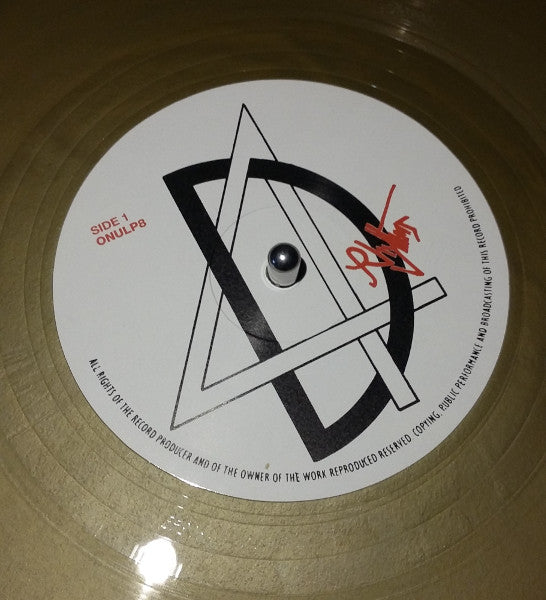 SIDE 1
ONULP8
ALL RIGHTS OF THE RECORD PRODUCER AND OF THE OWNER OF THE WORK REPRODUCED RESERVED. COPYING, PUBLIC PERFORMANCE AND BROADCASTING OF THIS RECORD PROHIBITED